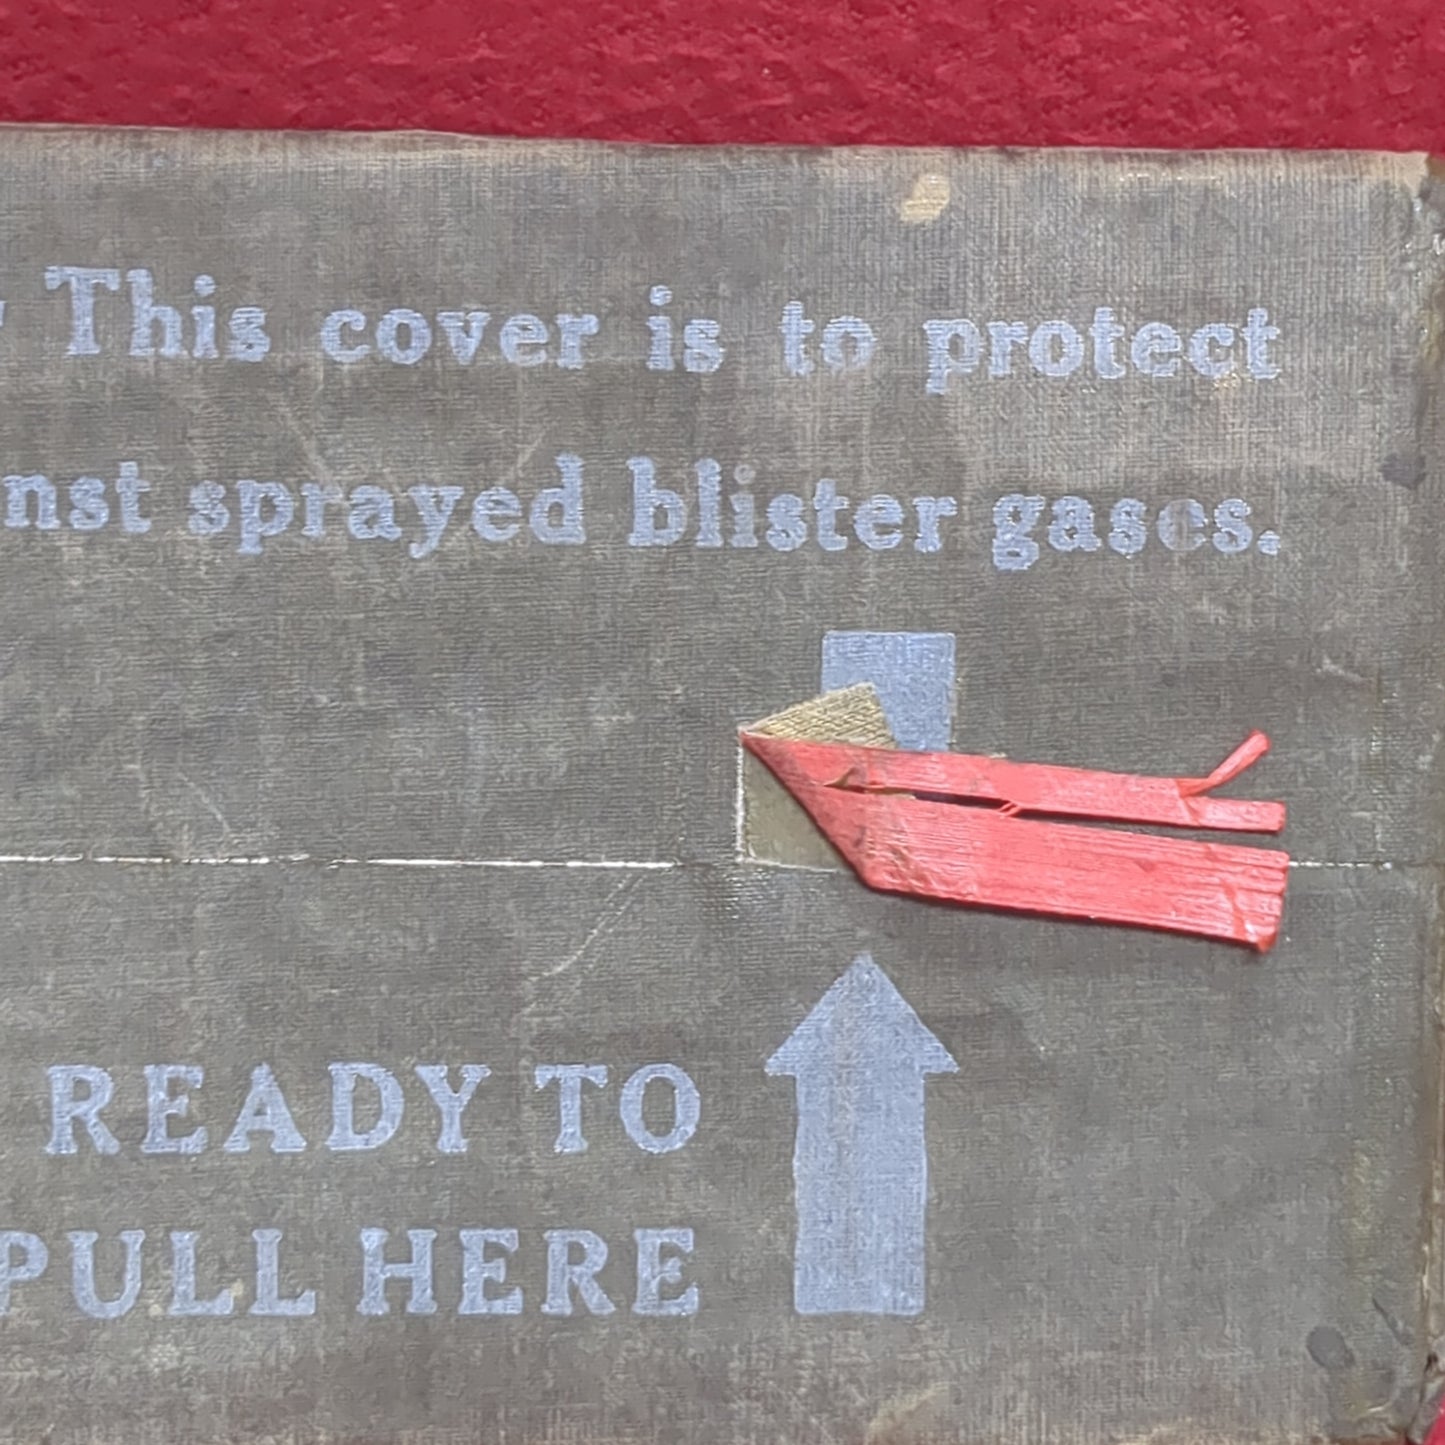 This cover is to protect
nst sprayed blister gases.
READY TO
PULL HERE